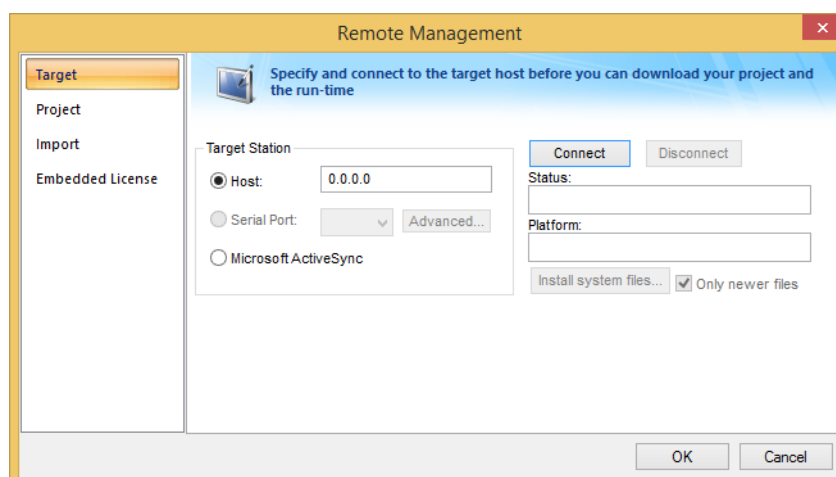 Remote Management
Target
Project
Import
Embedded License
Specify and connect to the target host before you can download your project and
the run-time
Target Station
Host:
0.0.0.0
Serial Port:
Advanced...
Microsoft ActiveSync
Connect
Disconnect
Status:
Platform:
Install system files...
Only newer files
OK
Cancel